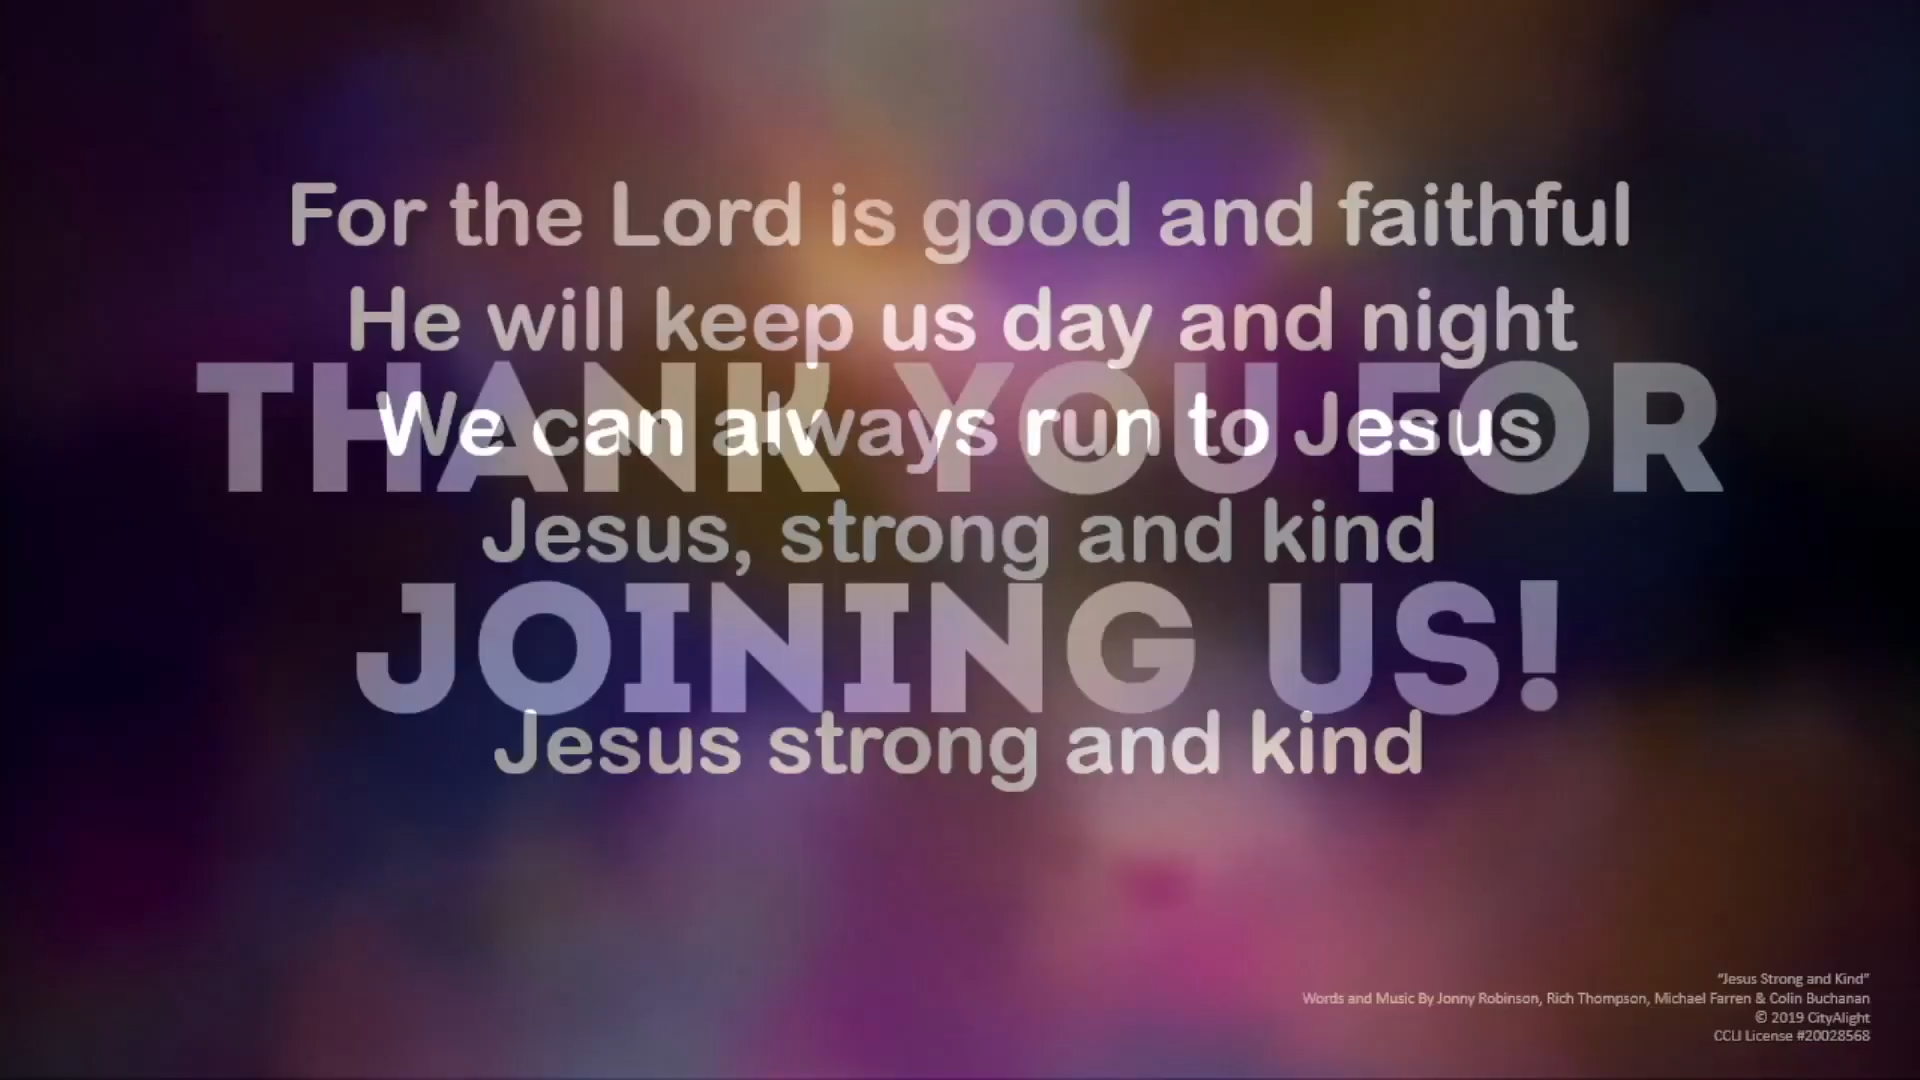 For the Lord is good and faithful
He will keep us day and night
THANK YOU FOR
We can always run to Jesus
Jesus, strong and kind
JOINING US!
Jesus strong and kind
“Jesus Strong and Kind”
Words and Music By Jonny Robinson, Rich Thompson, Michael Farren & Colin Buchanan
© 2019 CityAlight
CCLI License #20028568